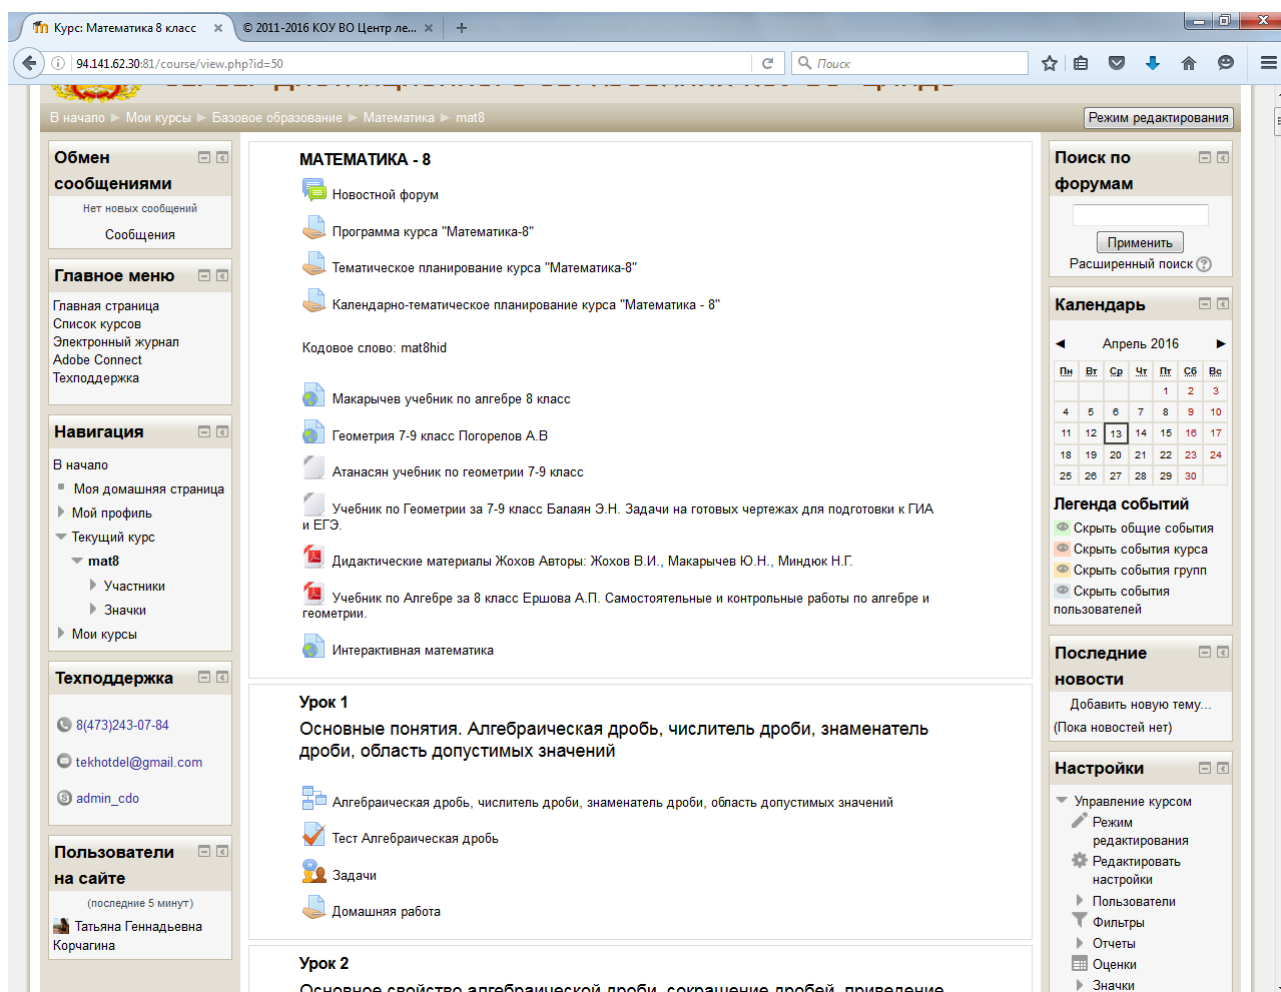 Курс: Математика 8 класс
© 2011-2016 КОУ ВО Центр ле...
94.141.62.30:81/course/view.php?id=50
Поиск
В начало ► Мои курсы ► Базовое образование ► Математика ► mat8
Режим редактирования
Обмен
сообщениями
Нет новых сообщений
Сообщения
Главное меню
Главная страница
Список курсов
Электронный журнал
Adobe Connect
Техподдержка
Навигация
В начало
Моя домашняя страница
Мой профиль
Текущий курс
mat8
Участники
Значки
Мои курсы
Техподдержка
8(473)243-07-84
tekhotdel@gmail.com
admin_cdo
Пользователи
на сайте
(последние 5 минут)
Татьяна Геннадьевна
Корчагина
МАТЕМАТИКА - 8
Новостной форум
Программа курса "Математика-8"
Тематическое планирование курса "Математика-8"
Календарно-тематическое планирование курса "Математика - 8"
Кодовое слово: mat8hid
Макарычев учебник по алгебре 8 класс
Геометрия 7-9 класс Погорелов А.В
Атанасян учебник по геометрии 7-9 класс
Учебник по Геометрии за 7-9 класс Балаян Э.Н. Задачи на готовых чертежах для подготовки к ГИА
и ЕГЭ.
Дидактические материалы Жохов Авторы: Жохов В.И., Макарычев Ю.Н., Миндюк Н.Г.
Учебник по Алгебре за 8 класс Ершова А.П. Самостоятельные и контрольные работы по алгебре и
геометрии.
Интерактивная математика
Урок 1
Основные понятия. Алгебраическая дробь, числитель дроби, знаменатель
дроби, область допустимых значений
Алгебраическая дробь, числитель дроби, знаменатель дроби, область допустимых значений
Тест Алгебраическая дробь
Задачи
Домашняя работа
Урок 2
Основное свойство алгебраической дроби, сокращение дробей, приведение
Поиск по
форумам
Применить
Расширенный поиск
Календарь
◄ Апрель 2016 ►
Пн Вт Ср Чт Пт Сб Вс
1 2 3
4 5 6 7 8 9 10
11 12 13 14 15 16 17
18 19 20 21 22 23 24
25 26 27 28 29 30
Легенда событий
Скрыть общие события
Скрыть события курса
Скрыть события групп
Скрыть события
пользователей
Последние
новости
Добавить новую тему...
(Пока новостей нет)
Настройки
Управление курсом
Режим
редактирования
Редактировать
настройки
Пользователи
Фильтры
Отчеты
Оценки
Значки